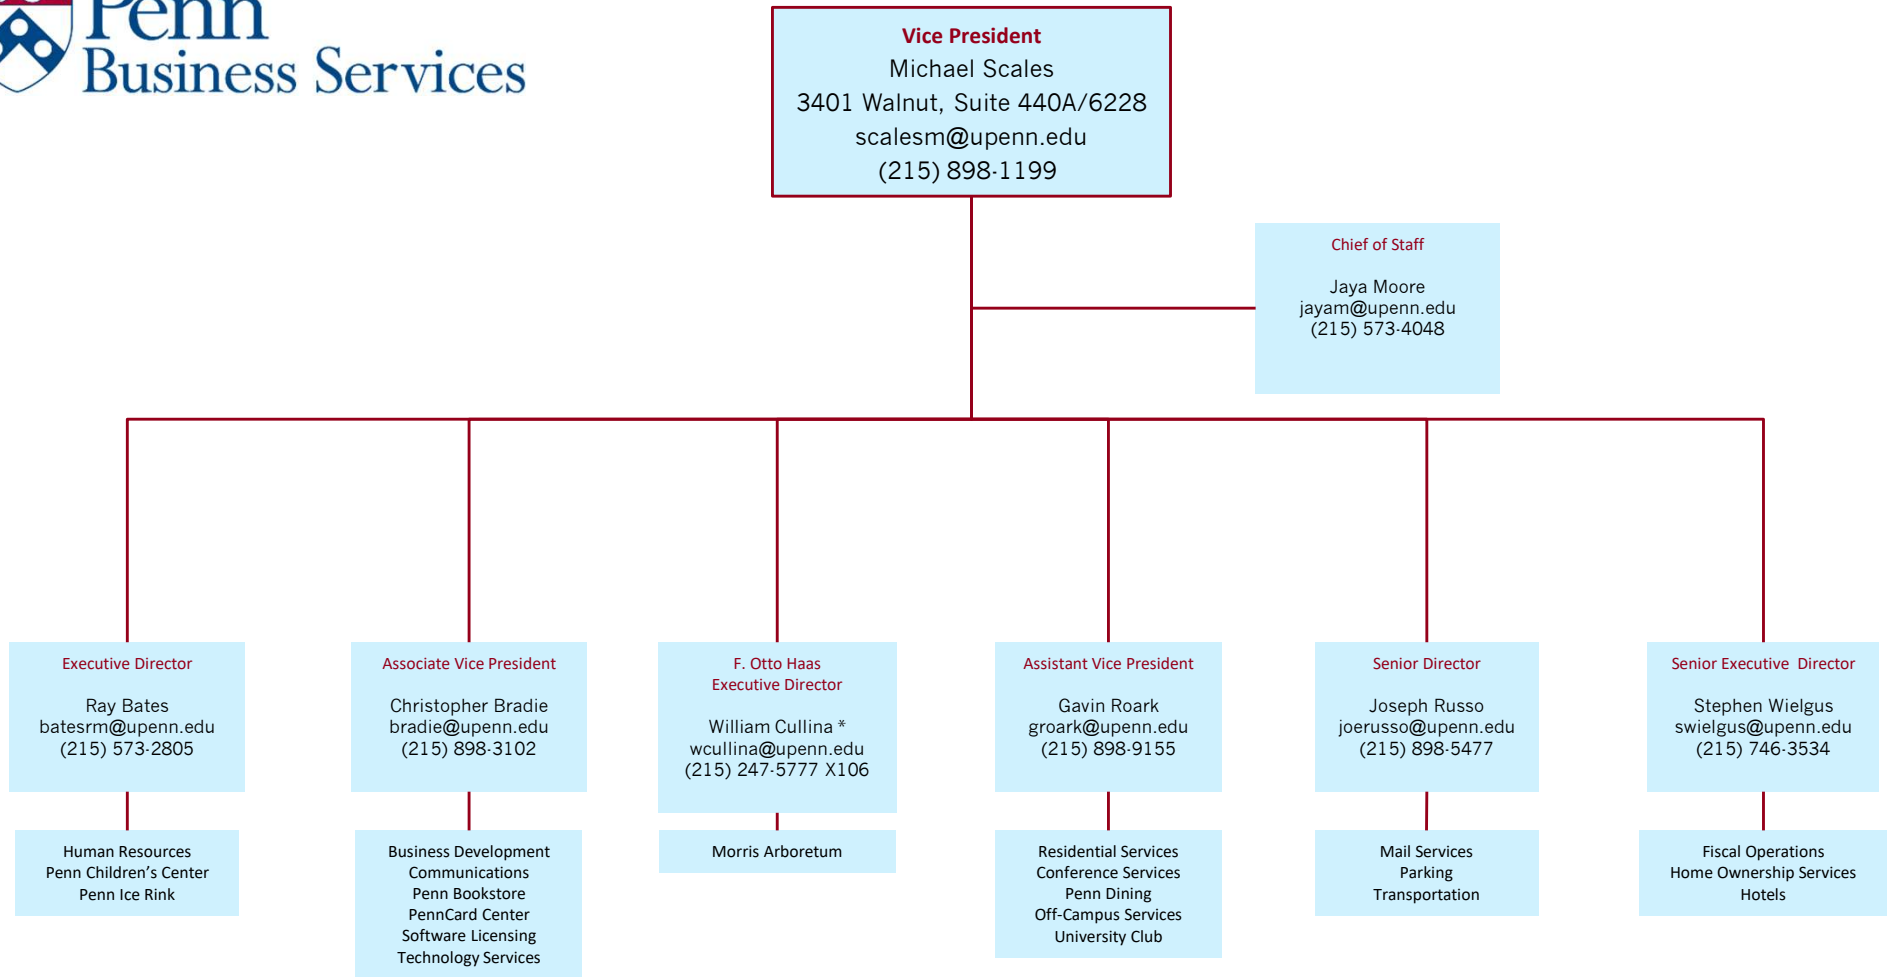 Penn
Business Services
Vice President
Michael Scales
3401 Walnut, Suite 440A/6228
scalesm@upenn.edu
(215) 898-1199
Chief of Staff
Jaya Moore
jayam@upenn.edu
(215) 573-4048
Executive Director
Ray Bates
batesrm@upenn.edu
(215) 573-2805
Human Resources
Penn Children's Center
Penn Ice Rink
Associate Vice President
Christopher Bradie
bradie@upenn.edu
(215) 898-3102
Business Development
Communications
Penn Bookstore
PennCard Center
Software Licensing
Technology Services
F. Otto Haas
Executive Director
William Cullina *
wcullina@upenn.edu
(215) 247-5777 X106
Morris Arboretum
Assistant Vice President
Gavin Roark
groark@upenn.edu
(215) 898-9155
Residential Services
Conference Services
Penn Dining
Off-Campus Services
University Club
Senior Director
Joseph Russo
joerusso@upenn.edu
(215) 898-5477
Mail Services
Parking
Transportation
Senior Executive  Director
Stephen Wielgus
swielgus@upenn.edu
(215) 746-3534
Fiscal Operations
Home Ownership Services
Hotels